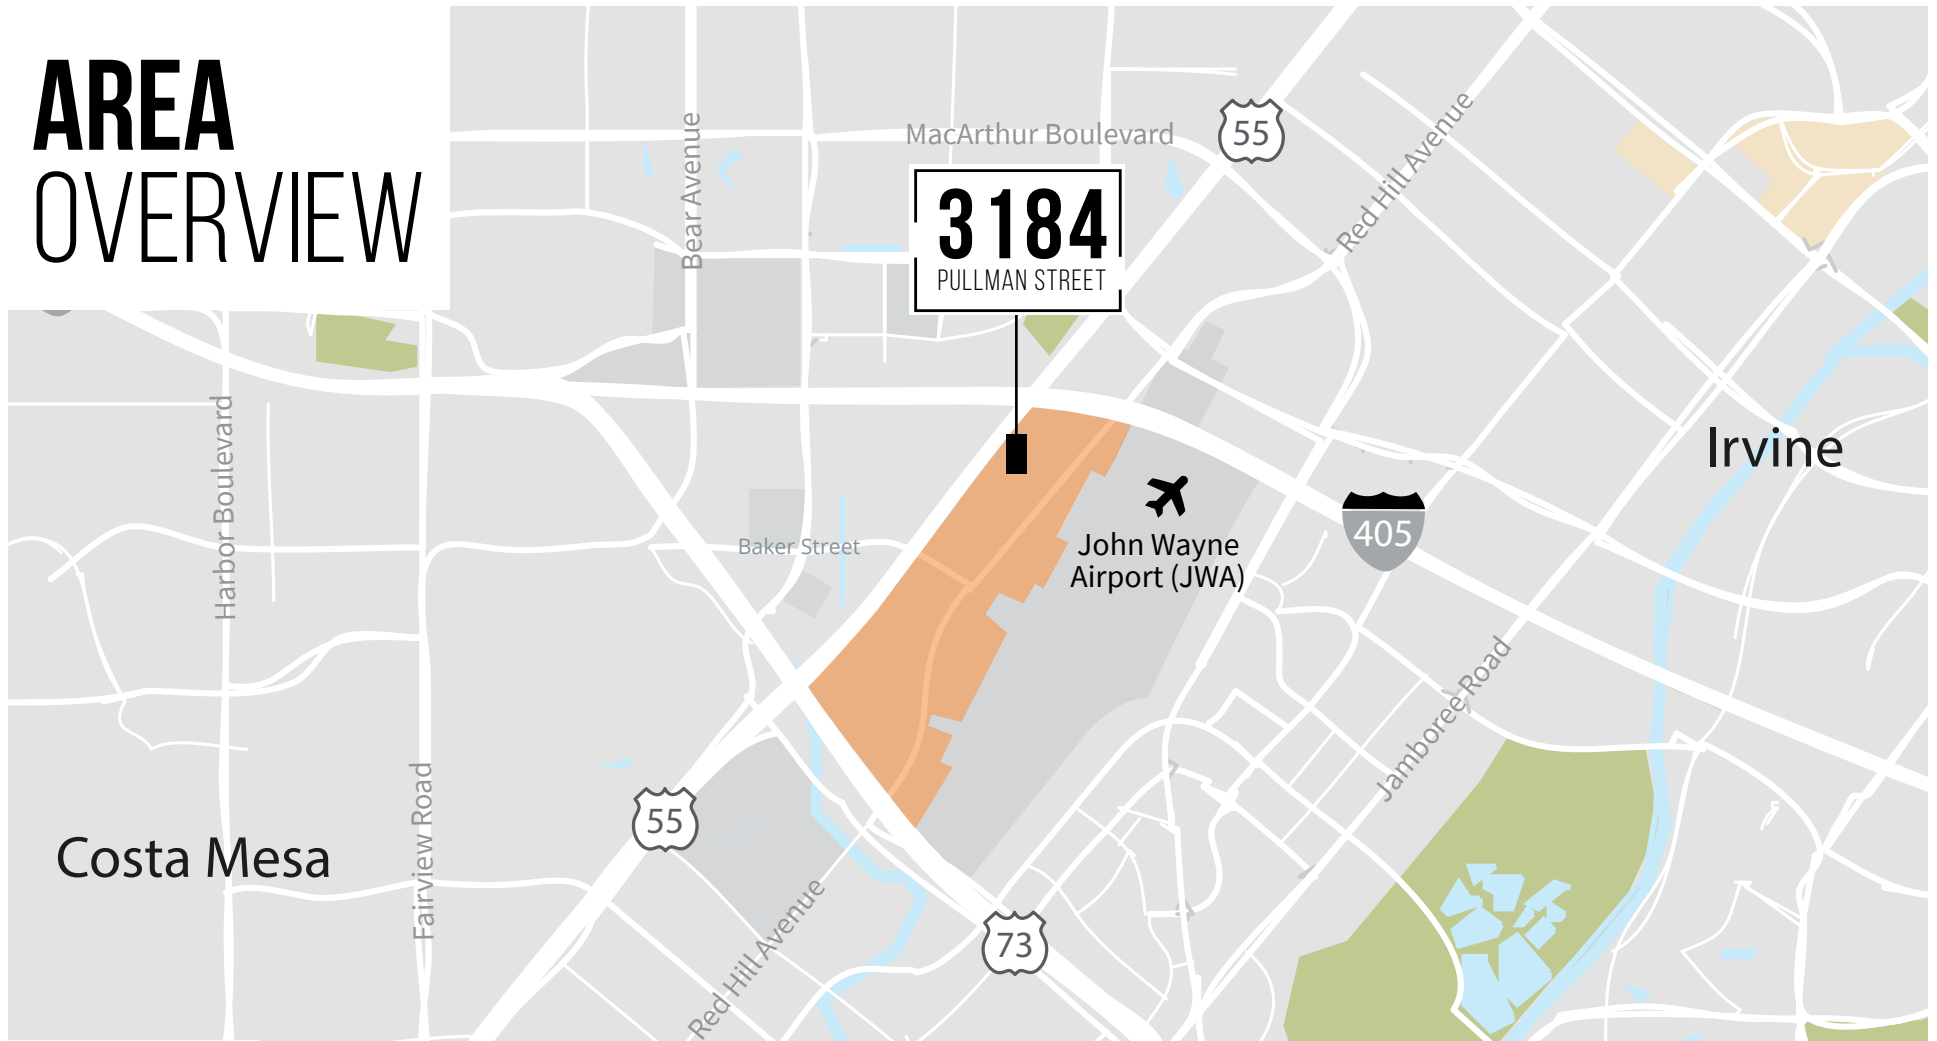 AREA
OVERVIEW
MacArthur Boulevard
55
Bear Avenue
Red Hill Avenue
3184
PULLMAN STREET
Irvine
Harbor Boulevard
405
John Wayne
Airport (JWA)
Baker Street
Jamboree Road
55
Costa Mesa
Fairview Road
Red Hill Avenue
73